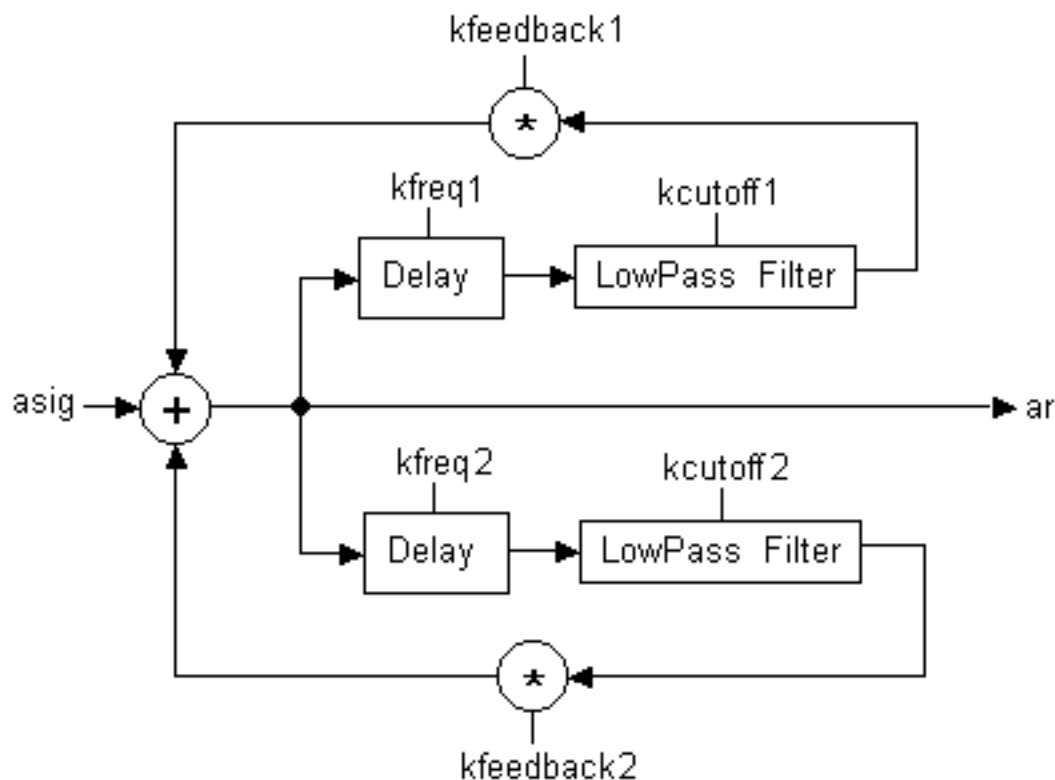 kfeedback1
*
kfreq1
kcutoff1
Delay
LowPass Filter
asig
+
ar
kfreq2
kcutoff2
Delay
LowPass Filter
*
kfeedback2